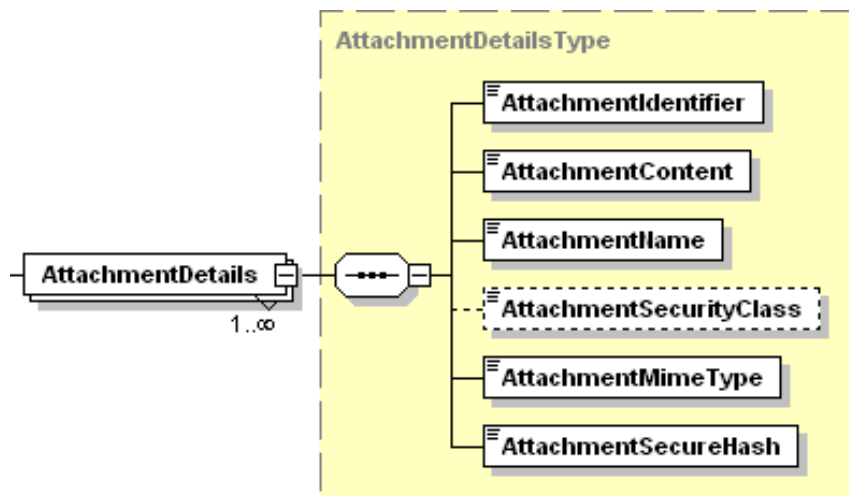 AttachmentDetailsType
AttachmentIdentifier
AttachmentContent
AttachmentName
AttachmentDetails
1..∞
AttachmentSecurityClass
AttachmentMimeType
AttachmentSecureHash